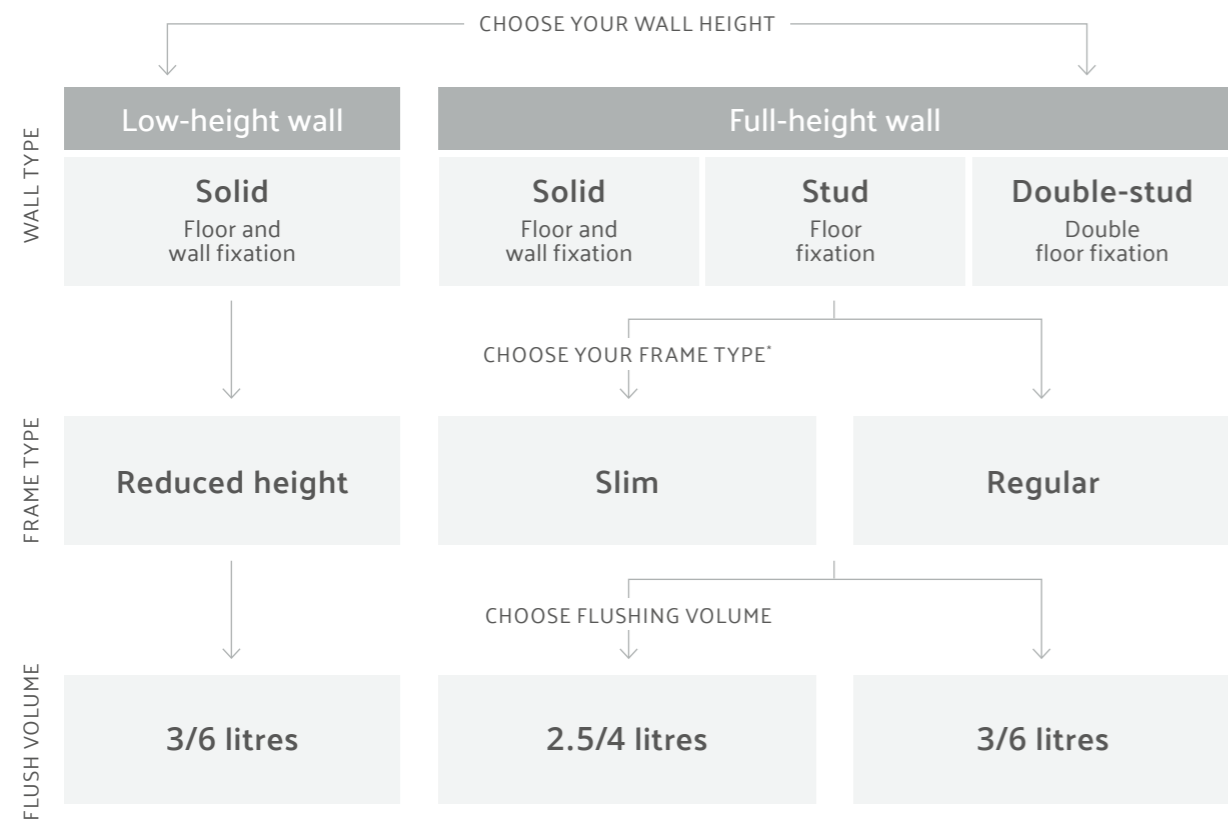 CHOOSE YOUR WALL HEIGHT
WALL TYPE
Low-height wall
Full-height wall
Solid
Floor and
wall fixation
Solid
Floor and
wall fixation
Stud
Floor
fixation
Double-stud
Double
floor fixation
CHOOSE YOUR FRAME TYPE*
FRAME TYPE
Reduced height
Slim
Regular
CHOOSE FLUSHING VOLUME
FLUSH VOLUME
3/6 litres
2.5/4 litres
3/6 litres